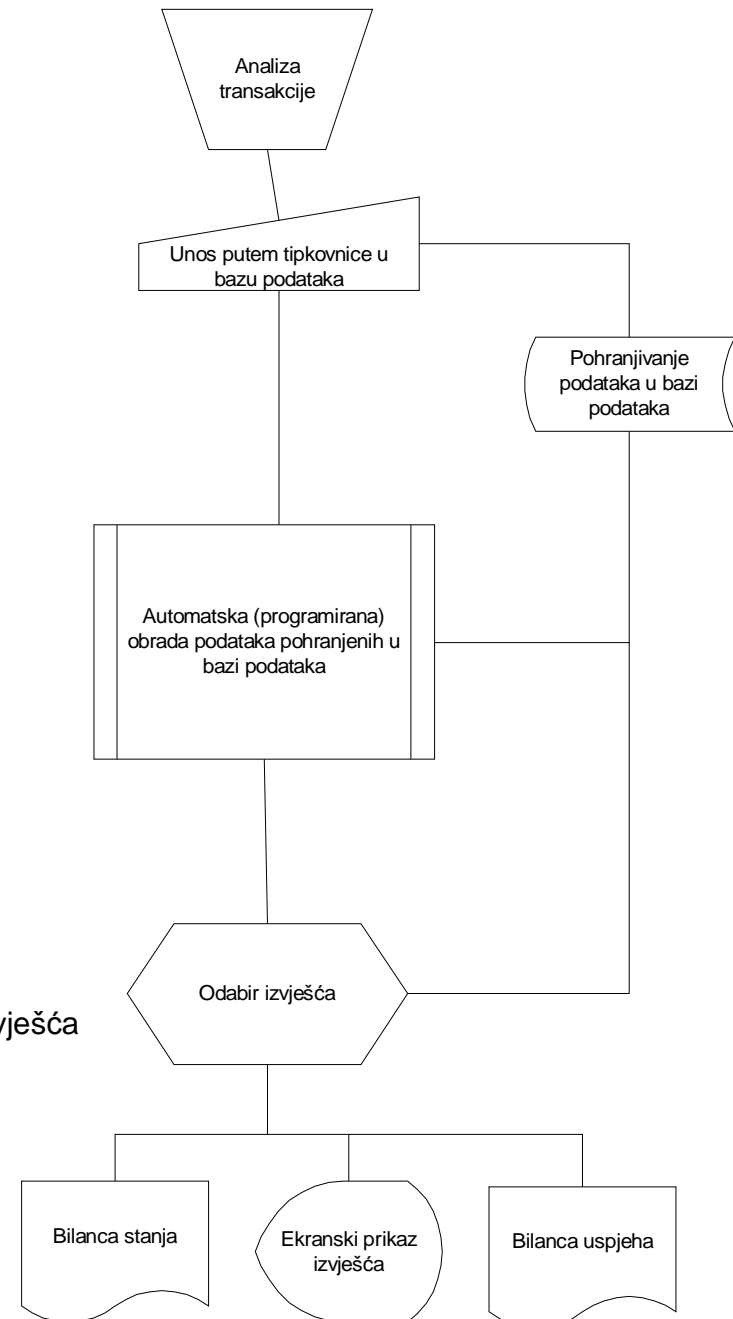 Analiza
transakcije
Unos putem tipkovnice u
bazu podataka
Pohranjivanje
podataka u bazi
podataka
Automatska (programirana)
obrada podataka pohranjenih u
bazi podataka
Odabir izvješća
Bilanca stanja
Ekranski prikaz
izvješća
Bilanca uspjeha